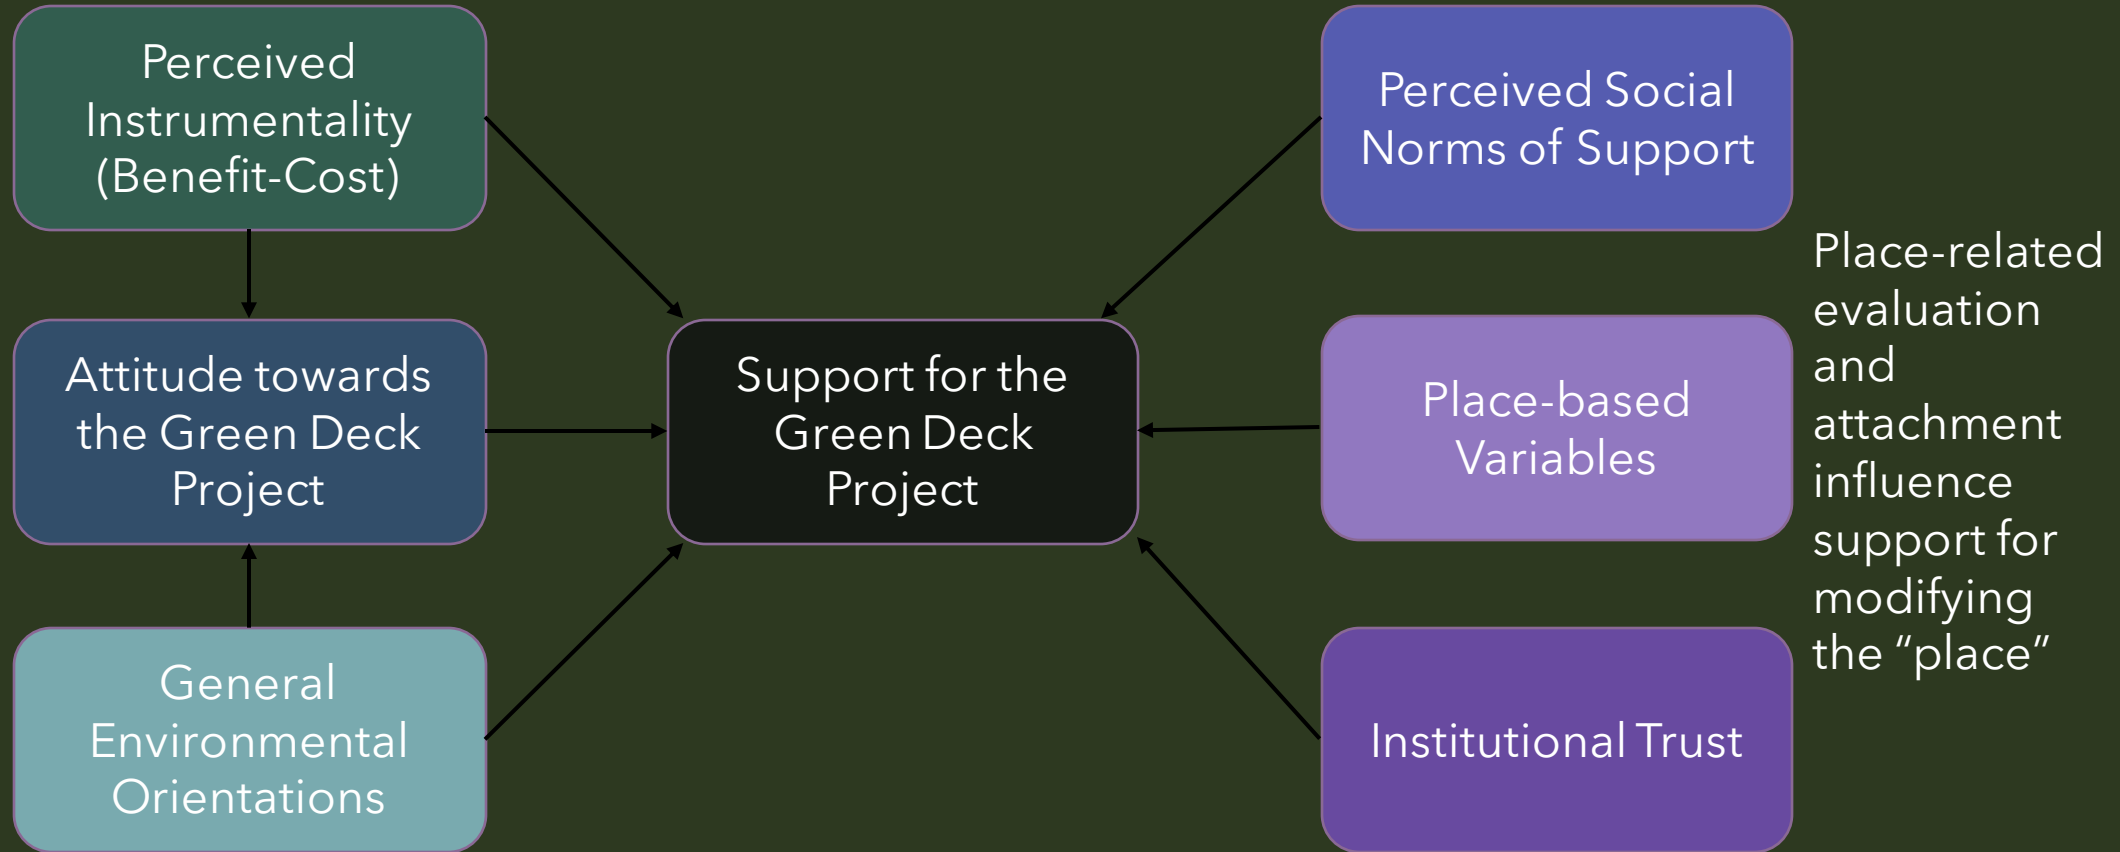 Perceived
Instrumentality
(Benefit-Cost)
Attitude towards
the Green Deck
Project
General
Environmental
Orientations
Support for the
Green Deck
Project
Perceived Social
Norms of Support
Place-based
Variables
Institutional Trust
Place-related
evaluation
and
attachment
influence
support for
modifying
the “place”